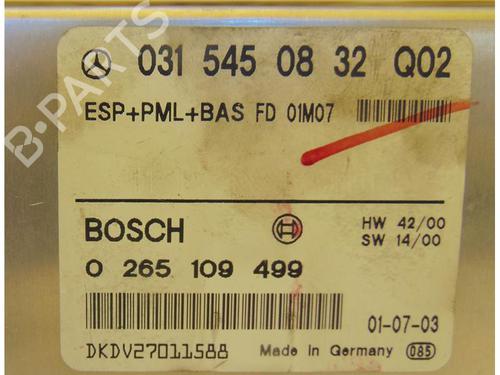 031 545 08 32 Q02
ESP+PML+BAS FD 01M07
BOSCH
HW 42/00
SW 14/00
0 265 109 499
01-07-03
DKDV27011588
Made in Germany 085
B-PARTS